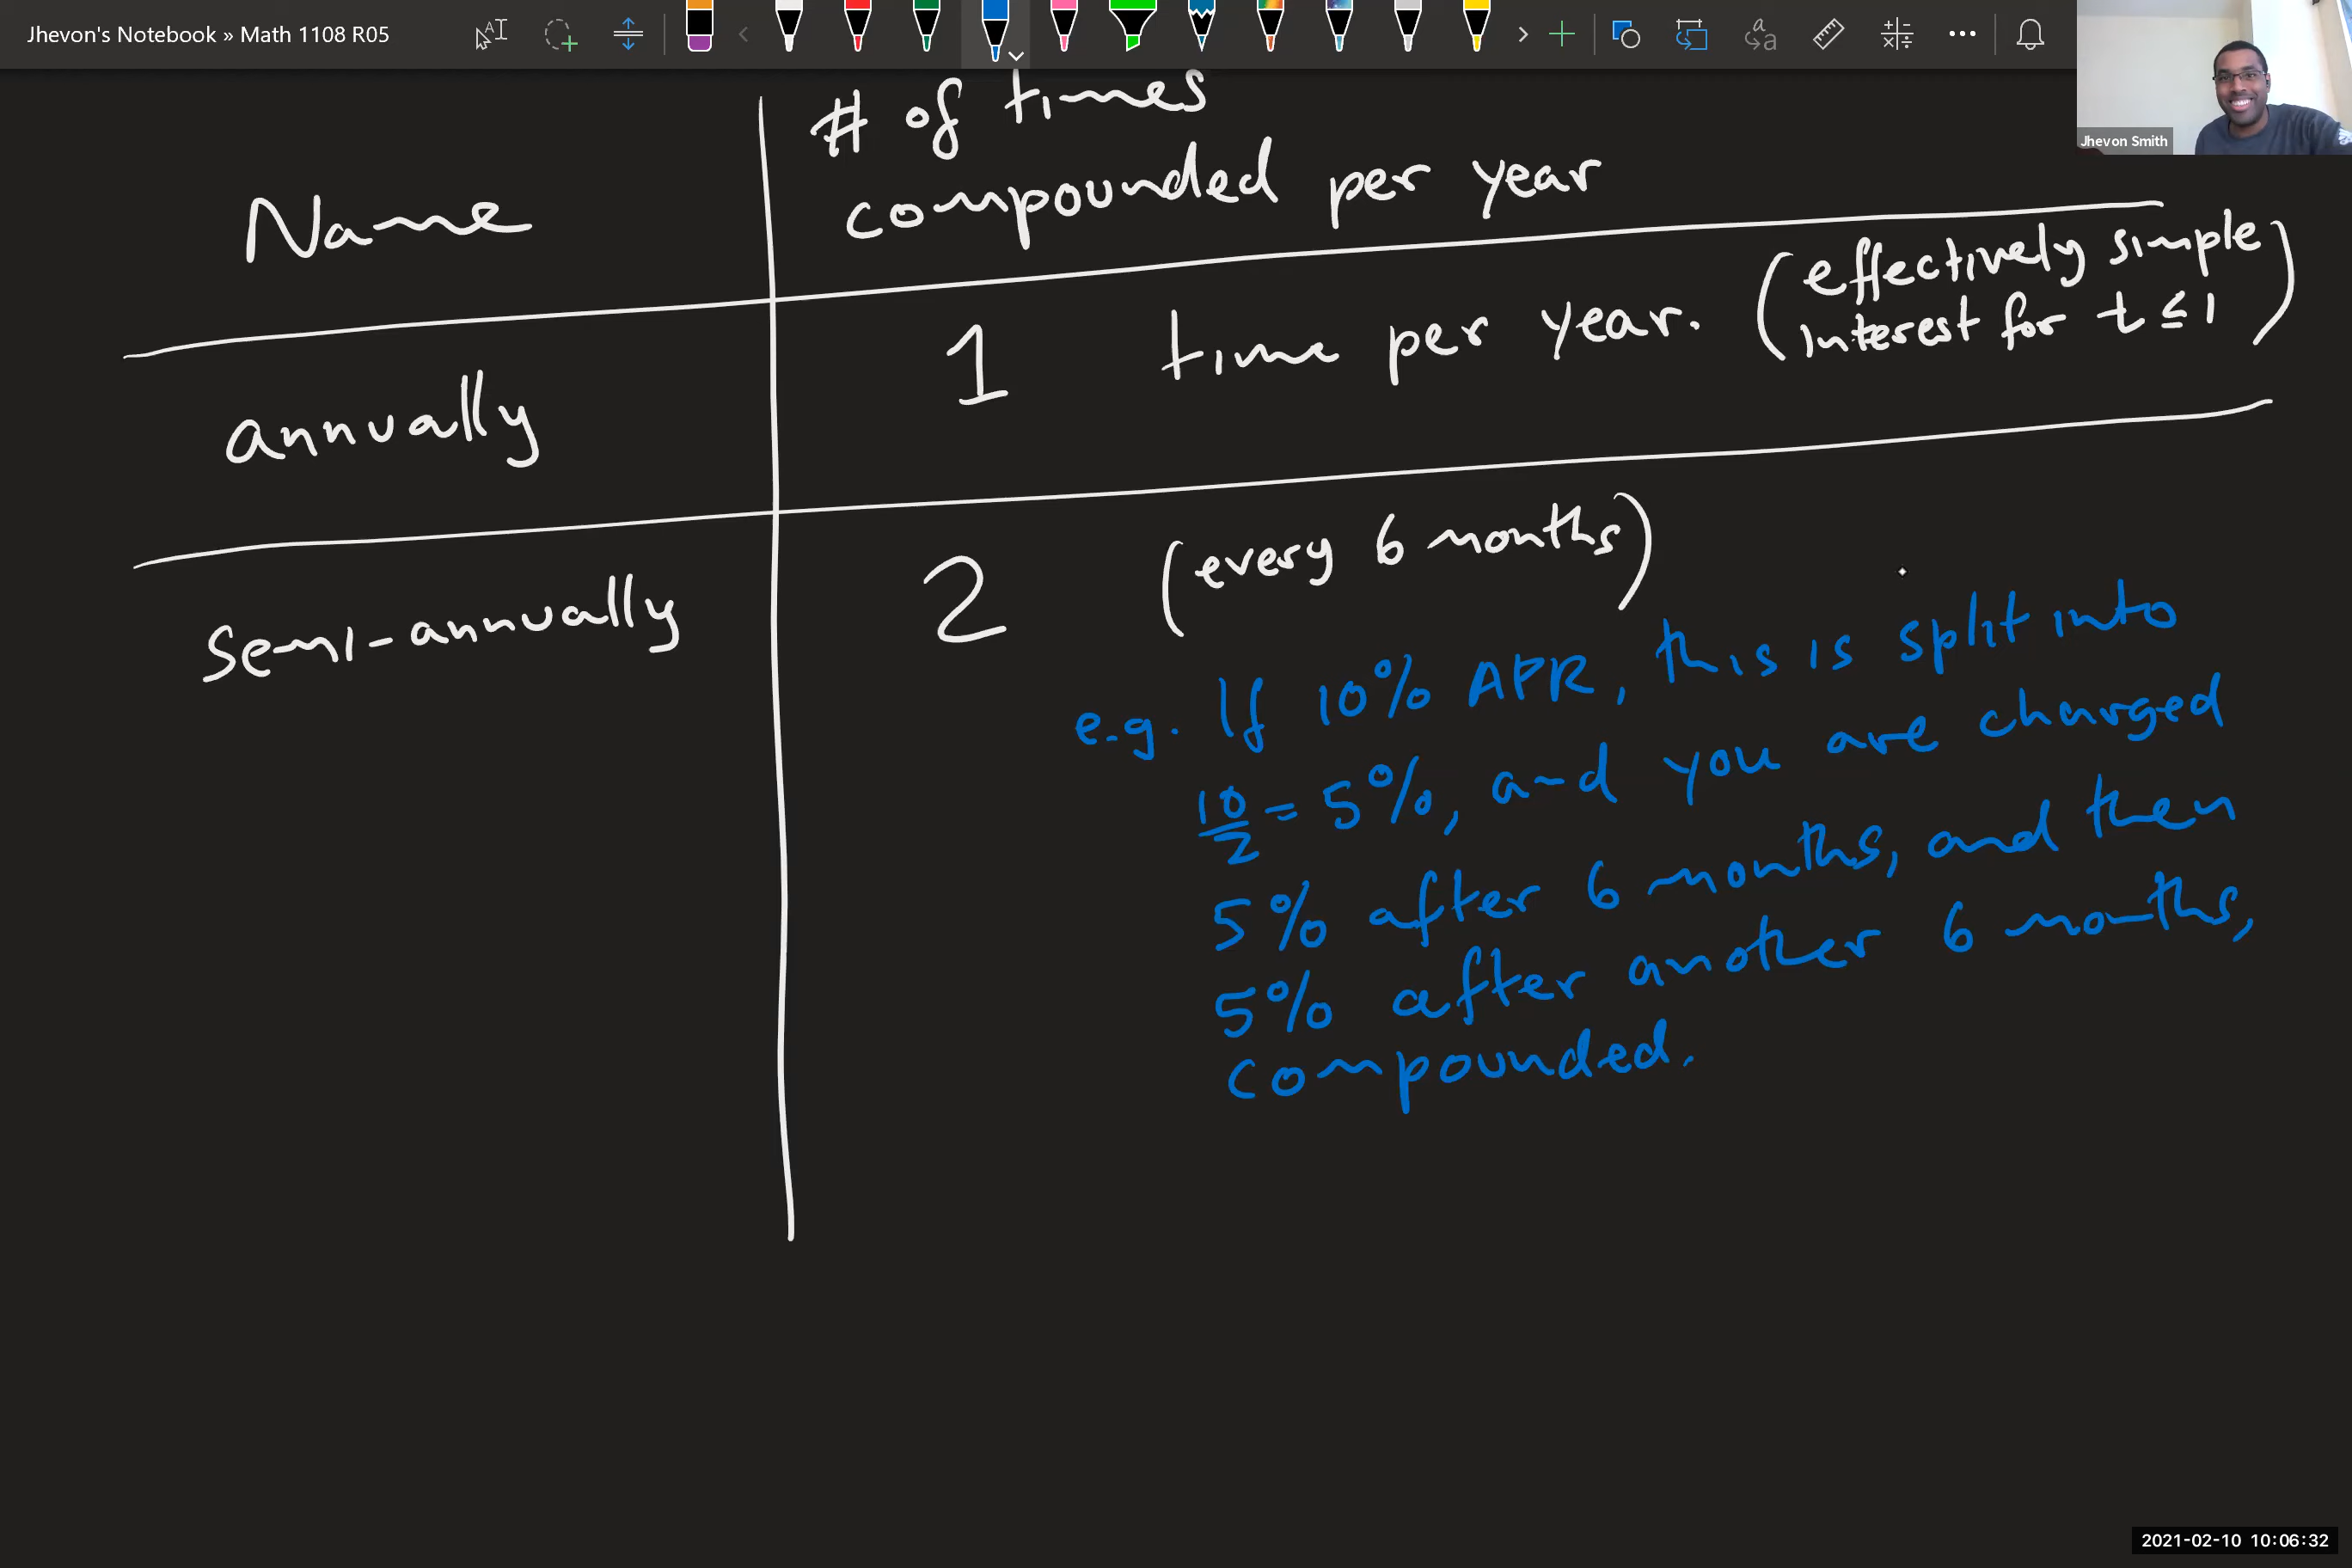 Jhevon's Notebook » Math 1108 R05
Jhevon Smith
Name
# of times
compounded per year
annually
1 time per year. (effectively simple
interest for t ≤ 1)
semi-annually
2 (every 6 months)
e.g. If 10% APR, this is split into
10/2 = 5%, and you are charged
5% after 6 months, and then
5% after another 6 months,
compounded.
2021-02-10 10:06:32